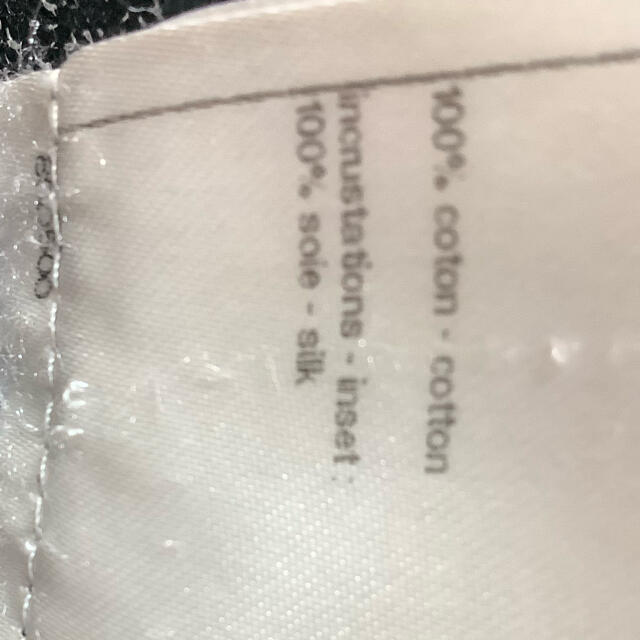 100% coton - cotton
incrustations - inset:
100% soie - silk